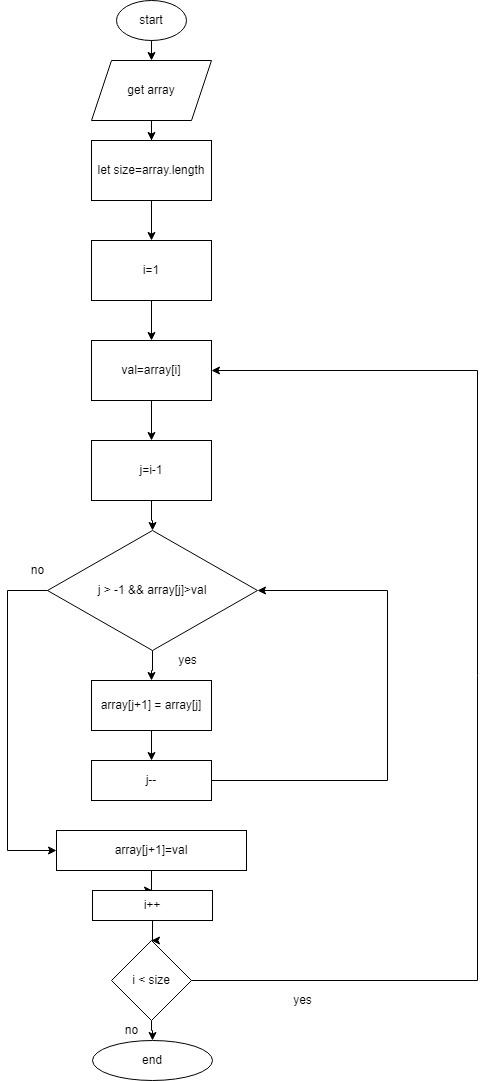 start
get array
let size=array.length
i=1
val=array[i]
j=i-1
no
j > -1 && array[j]>val
yes
array[j+1] = array[j]
j--
array[j+1]=val
i++
i < size
yes
no
end